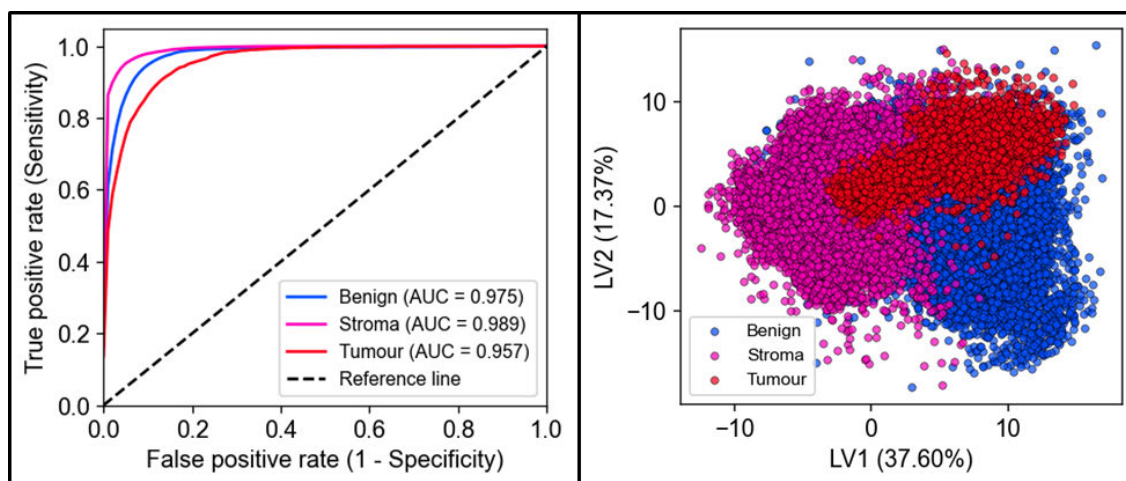 True positive rate (Sensitivity)
1.0
0.8
0.6
0.4
0.2
0.0
Benign (AUC = 0.975)
Stroma (AUC = 0.989)
Tumour (AUC = 0.957)
Reference line
0.0 0.2 0.4 0.6 0.8 1.0
False positive rate (1 - Specificity)
LV2 (17.37%)
10
0
−10
Benign
Stroma
Tumour
−10 0 10
LV1 (37.60%)